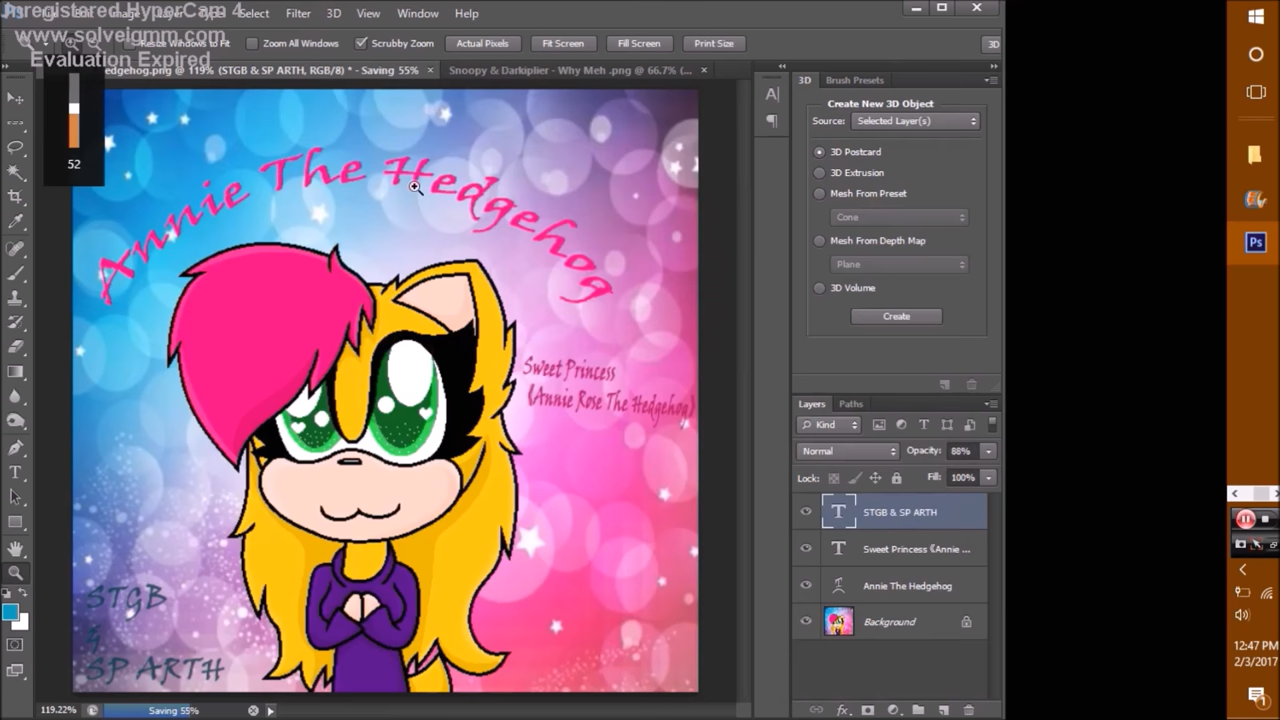 Unregistered HyperCam 4
www.solveigmm.com
Evaluation Expired
Select Filter 3D View Window Help
Resize Windows to Fit Zoom All Windows Scrubby Zoom Actual Pixels Fit Screen Fill Screen Print Size 3D
edgehog.png @ 119% (STGB & SP ARTH, RGB/8) * - Saving 55% × Snoopy & Darkiplier - Why Meh .png @ 66.7% (... ×
52
Annie The Hedgehog
Sweet Princess
(Annie Rose The Hedgehog)
STGB
&
SP ARTH
119.22% Saving 55%
3D Brush Presets
Create New 3D Object
Source: Selected Layer(s)
3D Postcard
3D Extrusion
Mesh From Preset
Cone
Mesh From Depth Map
Plane
3D Volume
Create
Layers Paths
Kind
Normal Opacity: 88%
Lock: Fill: 100%
STGB & SP ARTH
Sweet Princess (Annie ...
Annie The Hedgehog
Background
fx
Ps
12:47 PM
2/3/2017
1